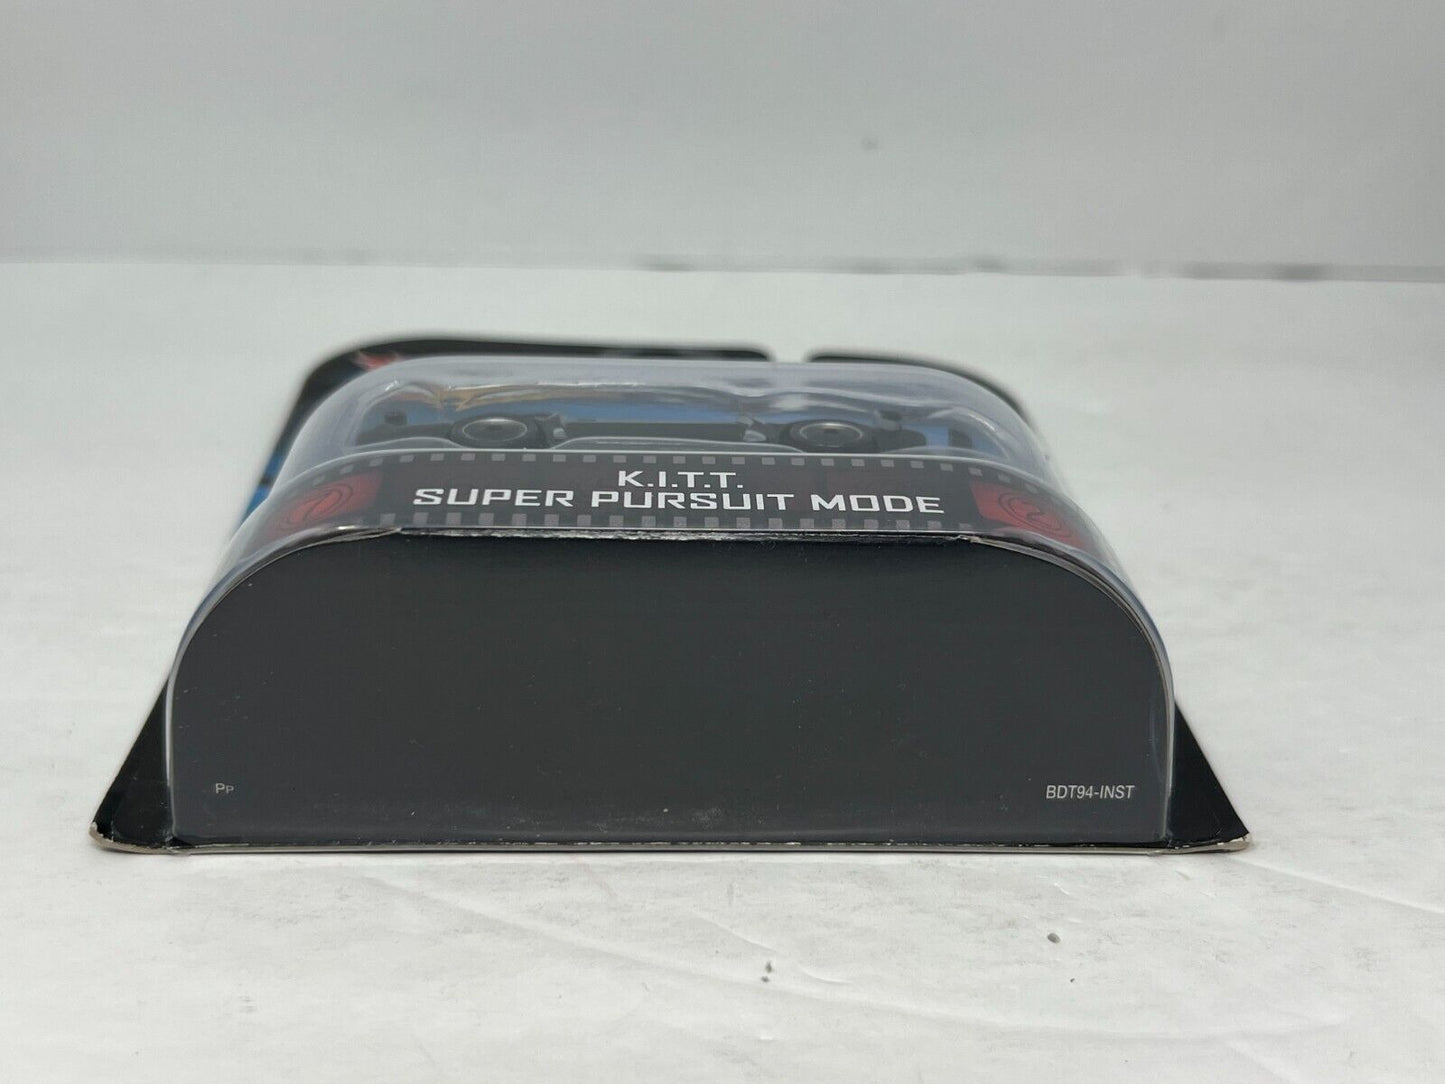 K.I.T.T.
SUPER PURSUIT MODE
PP
BDT94-INST